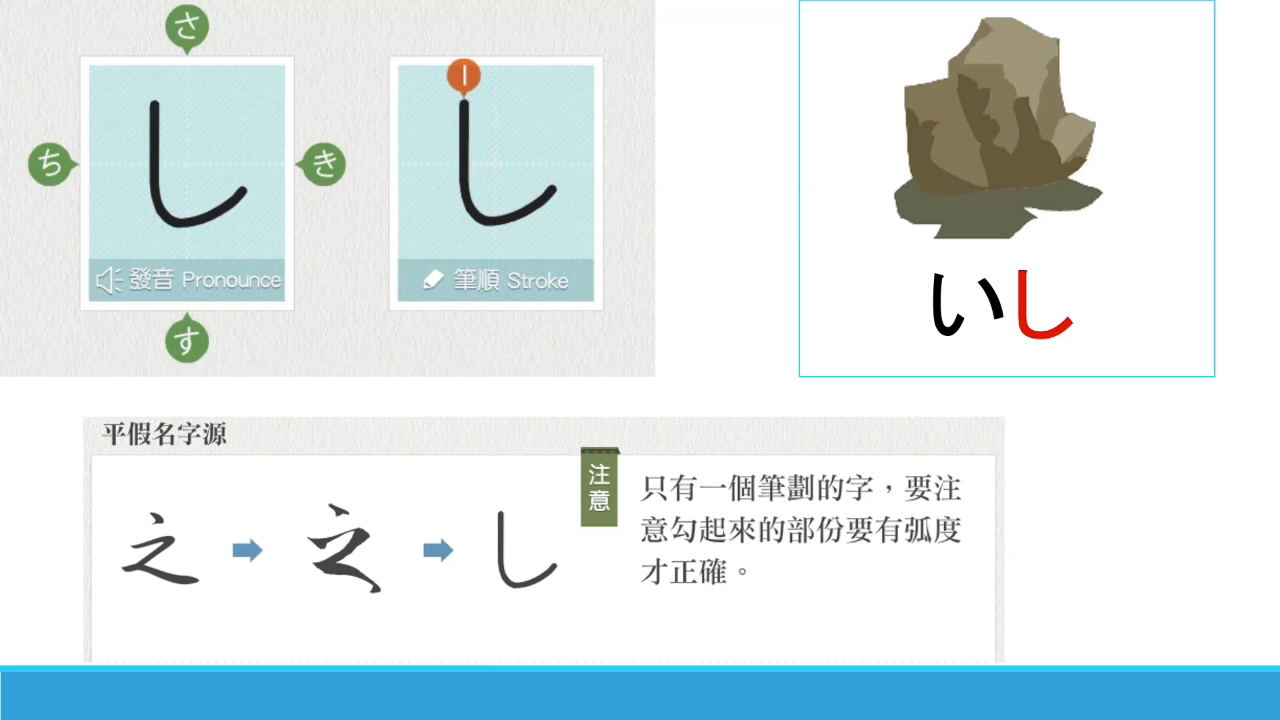 さ
し
ち
き
發音 Pronounce
す
1
し
筆順 Stroke
いし
平假名字源
之
し
注意
只有一個筆劃的字，要注
意勾起來的部份要有弧度
才正確。